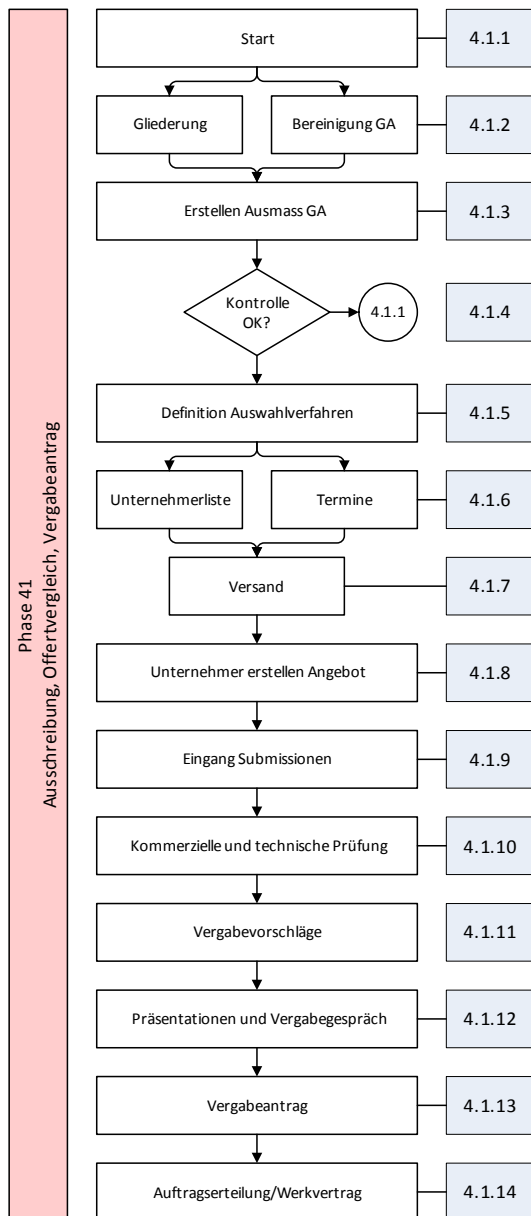 Phase 41
Ausschreibung, Offertvergleich, Vergabeantrag
Start
4.1.1
Gliederung
Bereinigung GA
4.1.2
Erstellen Ausmass GA
4.1.3
Kontrolle
OK?
4.1.1
4.1.4
Definition Auswahlverfahren
4.1.5
Unternehmerliste
Termine
4.1.6
Versand
4.1.7
Unternehmer erstellen Angebot
4.1.8
Eingang Submissionen
4.1.9
Kommerzielle und technische Prüfung
4.1.10
Vergabevorschläge
4.1.11
Präsentationen und Vergabegespräch
4.1.12
Vergabeantrag
4.1.13
Auftragserteilung/Werkvertrag
4.1.14